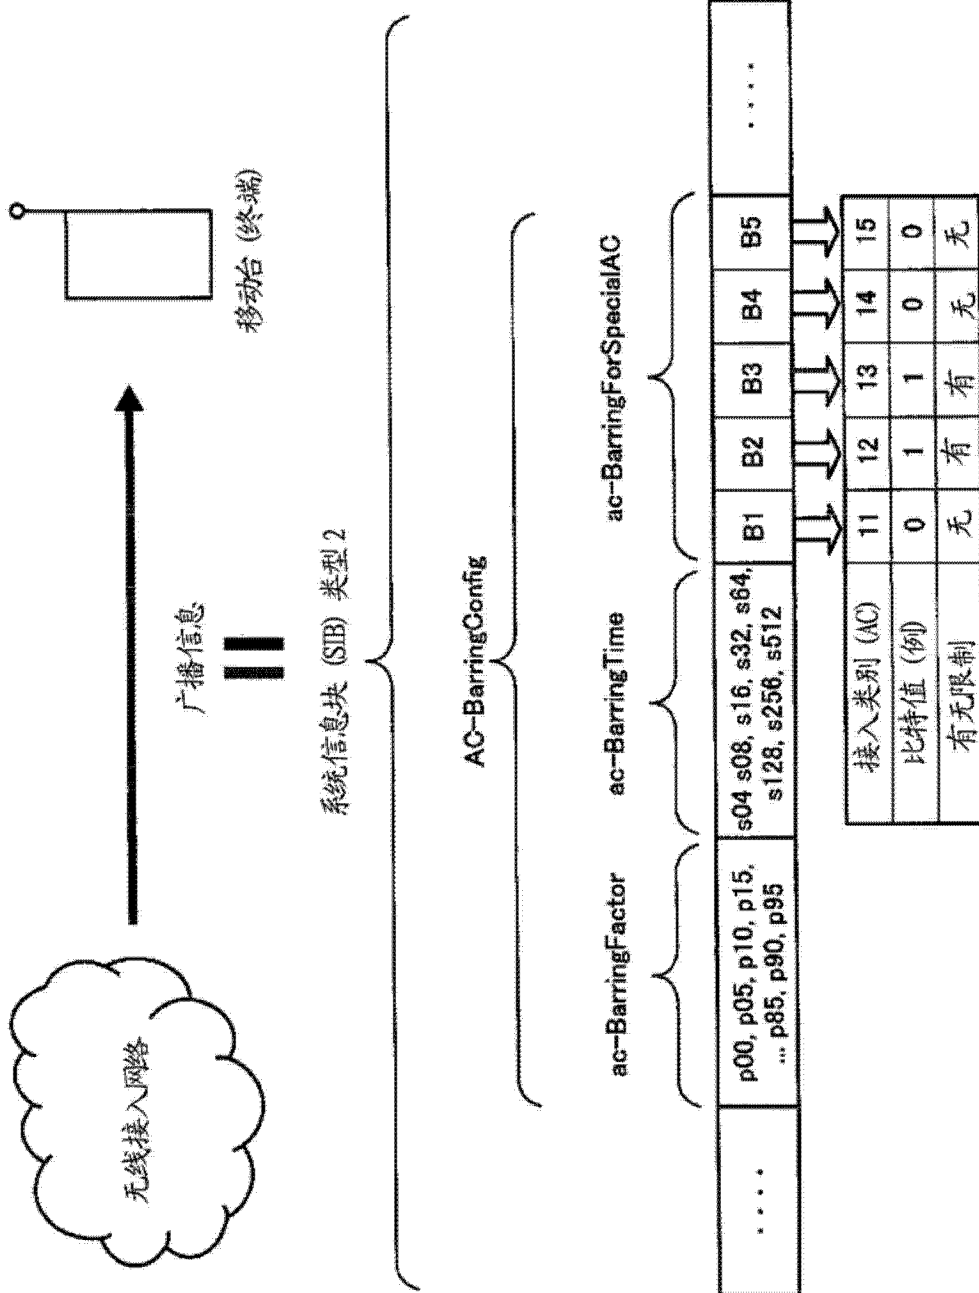 无线接入网络
移动台 (终端)
广播信息
系统信息块 (SIB) 类型 2
AC-BarringConfig
ac-BarringFactor
ac-BarringTime
ac-BarringForSpecialAC
....
p00, p05, p10, p15,
... p85, p90, p95
s04 s08, s16, s32, s64,
s128, s256, s512
B1 B2 B3 B4 B5
....
接入类别 (AC) 11 12 13 14 15
比特值 (例) 0 1 1 0 0
有无限制 无 有 有 无 无